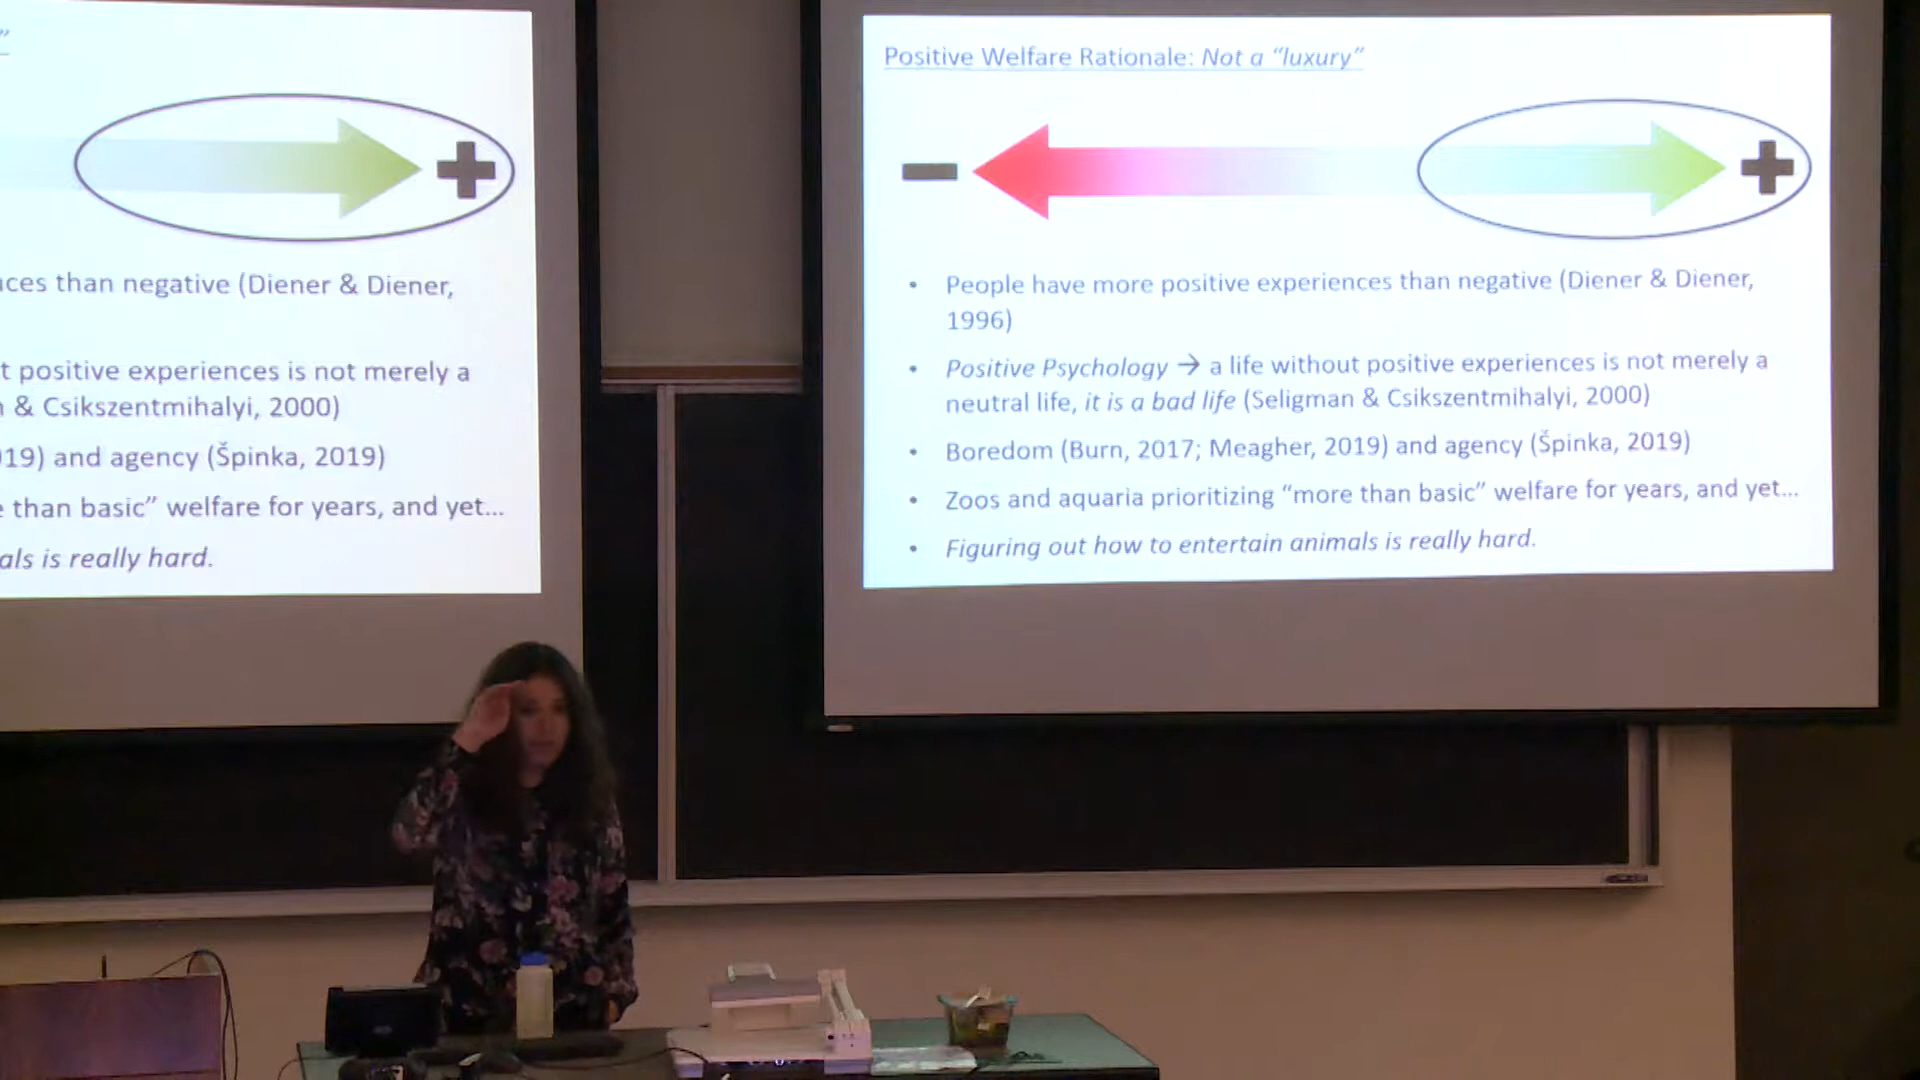 ”
ces than negative (Diener & Diener,
t positive experiences is not merely a
& Csikszentmihalyi, 2000)
19) and agency (Špinka, 2019)
than basic” welfare for years, and yet...
als is really hard.
Positive Welfare Rationale: Not a “luxury”
People have more positive experiences than negative (Diener & Diener,
1996)
Positive Psychology → a life without positive experiences is not merely a
neutral life, it is a bad life (Seligman & Csikszentmihalyi, 2000)
Boredom (Burn, 2017; Meagher, 2019) and agency (Špinka, 2019)
Zoos and aquaria prioritizing “more than basic” welfare for years, and yet...
Figuring out how to entertain animals is really hard.